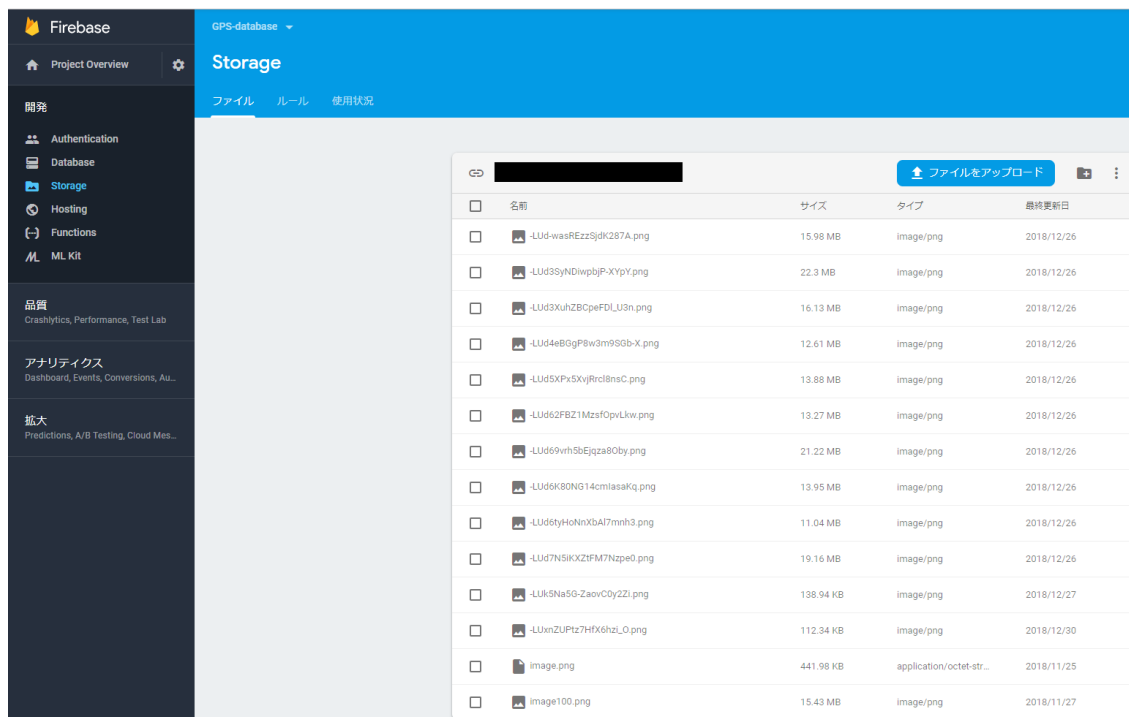 Firebase
Project Overview
開発
Authentication
Database
Storage
Hosting
Functions
ML Kit
品質
Crashlytics, Performance, Test Lab
アナリティクス
Dashboard, Events, Conversions, Au...
拡大
Predictions, A/B Testing, Cloud Mes...
GPS-database
Storage
ファイル ルール 使用状況
ファイルをアップロード
名前 サイズ タイプ 最終更新日
-LUd-wasREzzSjdK287A.png 15.98 MB image/png 2018/12/26
-LUd3SyNDiwpbjP-XYpY.png 22.3 MB image/png 2018/12/26
-LUd3XuhZBCpeFDl_U3n.png 16.13 MB image/png 2018/12/26
-LUd4eBGgP8w3m9SGb-X.png 12.61 MB image/png 2018/12/26
-LUd5XPx5XvjRrcl8nsC.png 13.88 MB image/png 2018/12/26
-LUd62FBZ1MzsfOpvLkw.png 13.27 MB image/png 2018/12/26
-LUd69vrh5bEjqza8Oby.png 21.22 MB image/png 2018/12/26
-LUd6K80NG14cmIasaKq.png 13.95 MB image/png 2018/12/26
-LUd6tyHoNnXbAl7mnh3.png 11.04 MB image/png 2018/12/26
-LUd7N5iKXZtFM7Nzpe0.png 19.16 MB image/png 2018/12/26
-LUk5Na5G-ZaovC0y2Zi.png 138.94 KB image/png 2018/12/27
-LUxnZUPtz7HfX6hzi_O.png 112.34 KB image/png 2018/12/30
image.png 441.98 KB application/octet-str... 2018/11/25
image100.png 15.43 MB image/png 2018/11/27